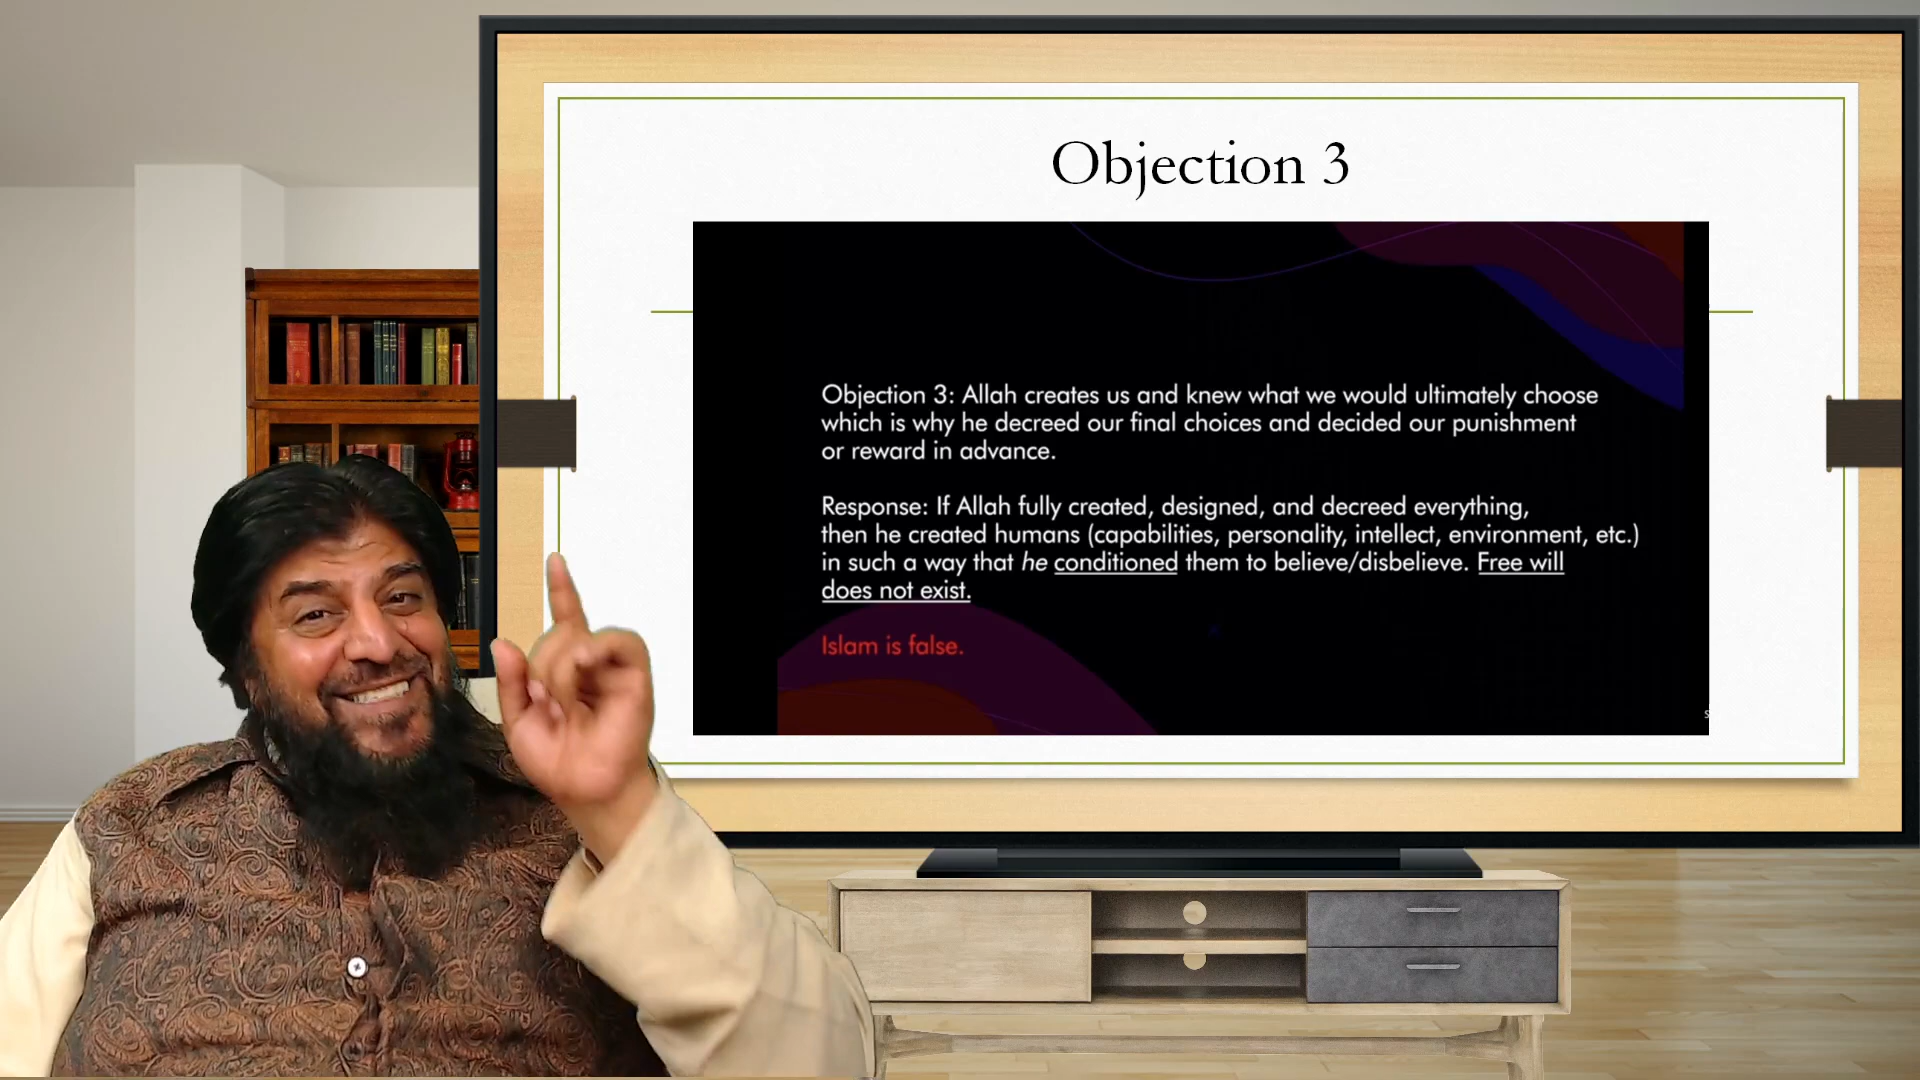 Objection 3
Objection 3: Allah creates us and knew what we would ultimately choose
which is why he decreed our final choices and decided our punishment
or reward in advance.
Response: If Allah fully created, designed, and decreed everything,
then he created humans (capabilities, personality, intellect, environment, etc.)
in such a way that he conditioned them to believe/disbelieve. Free will
does not exist.
Islam is false.